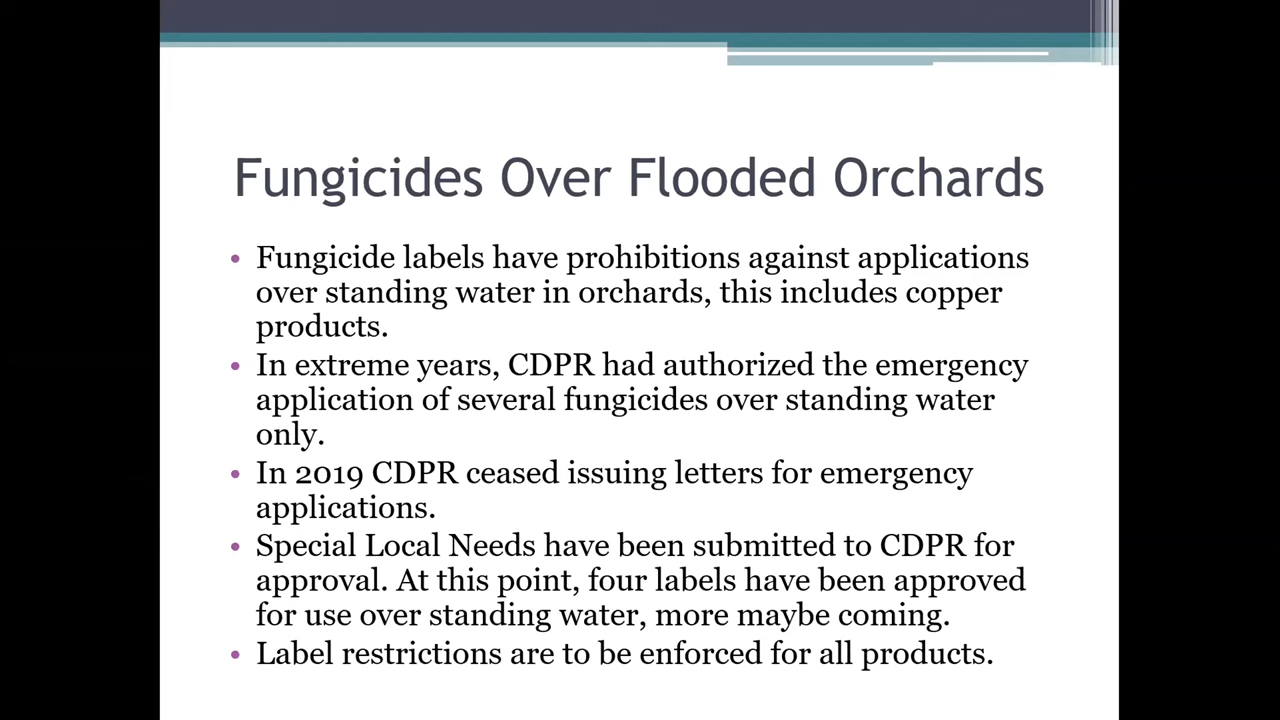 Fungicides Over Flooded Orchards
• Fungicide labels have prohibitions against applications
over standing water in orchards, this includes copper
products.
• In extreme years, CDPR had authorized the emergency
application of several fungicides over standing water
only.
• In 2019 CDPR ceased issuing letters for emergency
applications.
• Special Local Needs have been submitted to CDPR for
approval. At this point, four labels have been approved
for use over standing water, more maybe coming.
• Label restrictions are to be enforced for all products.